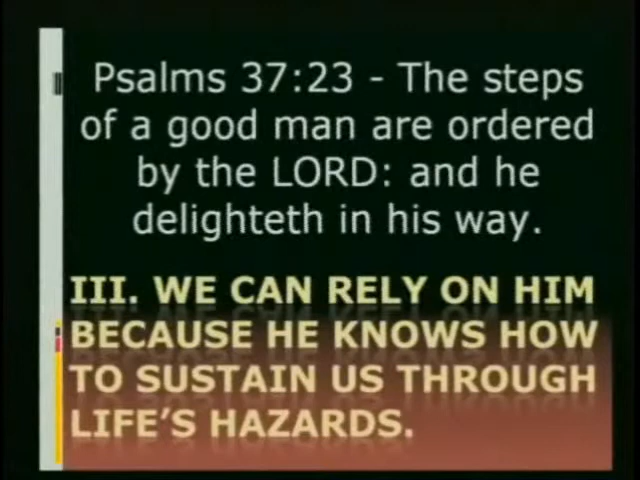 Psalms 37:23 - The steps
of a good man are ordered
by the LORD: and he
delighteth in his way.
III. WE CAN RELY ON HIM
BECAUSE HE KNOWS HOW
TO SUSTAIN US THROUGH
LIFE'S HAZARDS.